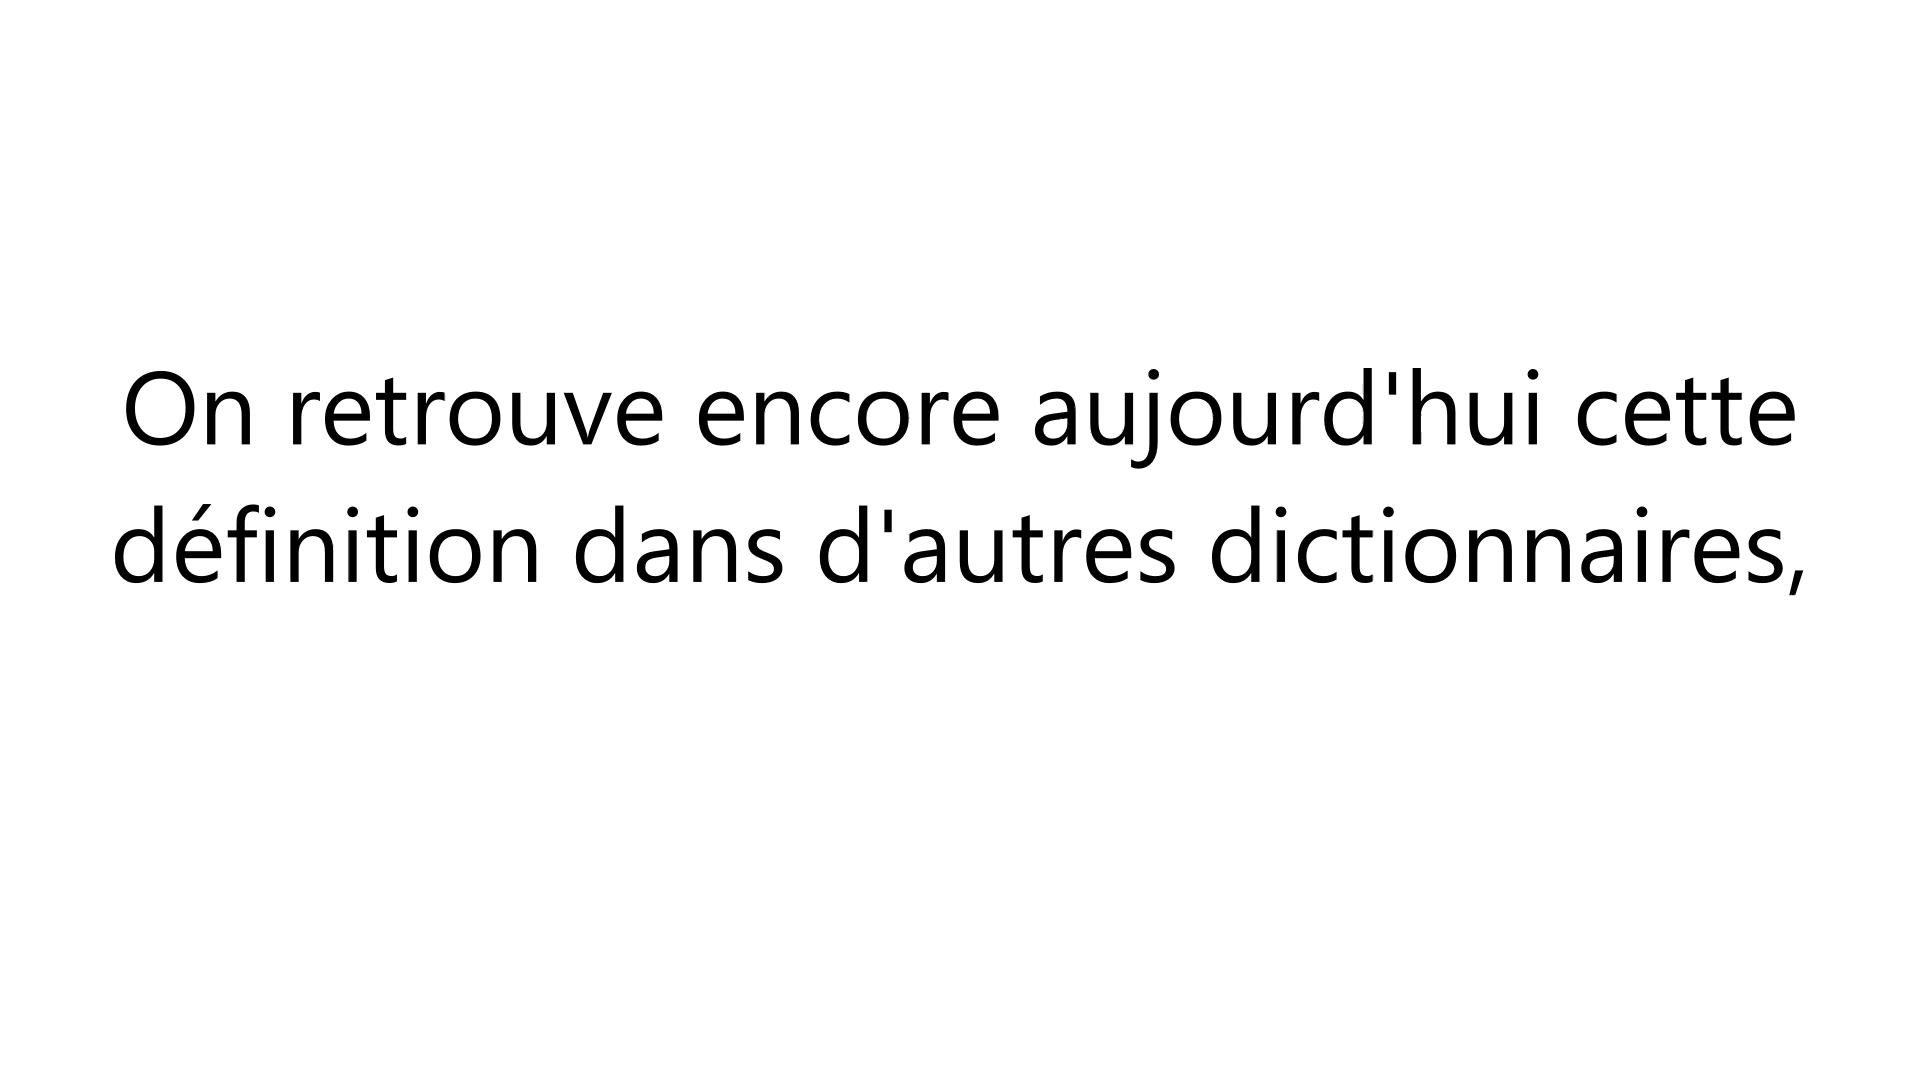 On retrouve encore aujourd'hui cette
définition dans d'autres dictionnaires,